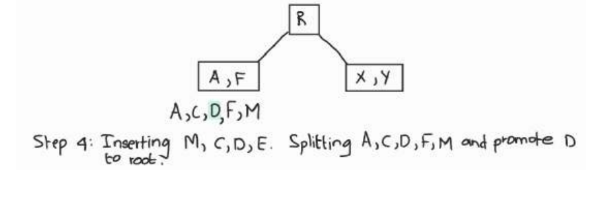 R
A,F
X,Y
A,C,D,F,M
Step 4: Inserting M, C, D, E. Splitting A,C,D,F,M and promote D
to root.